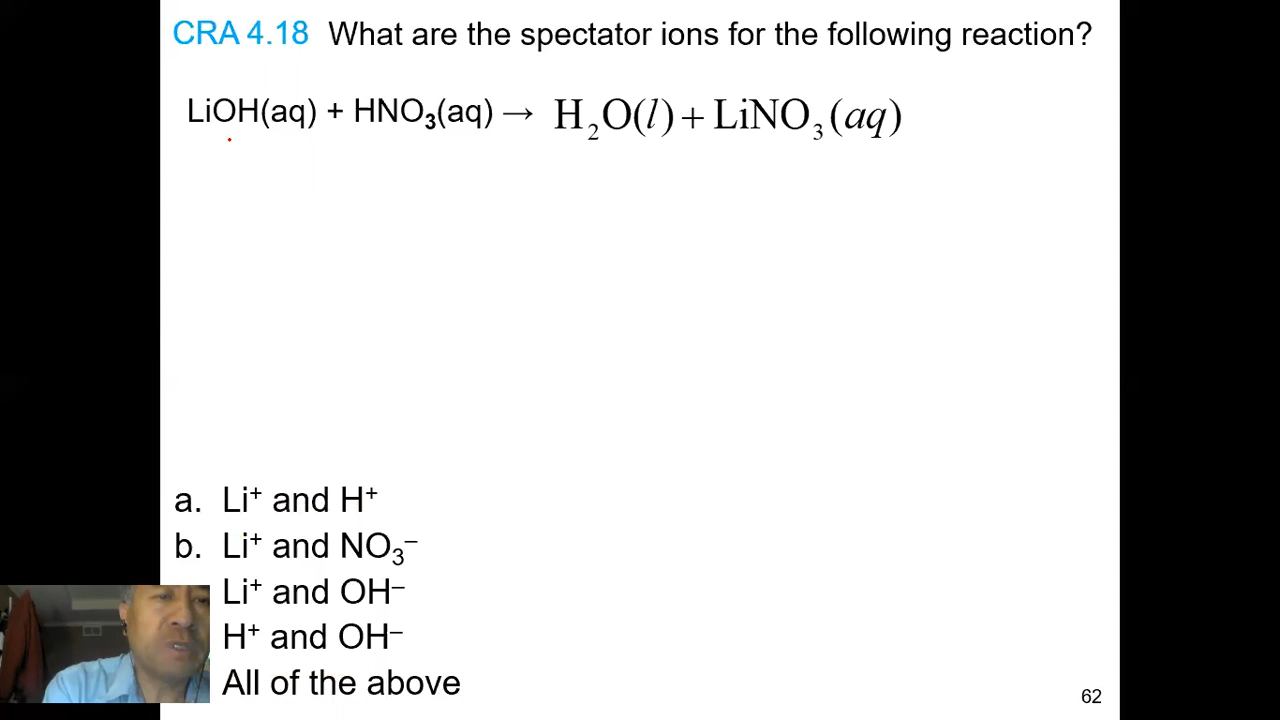 CRA 4.18 What are the spectator ions for the following reaction?
LiOH(aq) + HNO₃(aq) → H₂O(l) + LiNO₃(aq)
a. Li⁺ and H⁺
b. Li⁺ and NO₃⁻
Li⁺ and OH⁻
H⁺ and OH⁻
All of the above
62